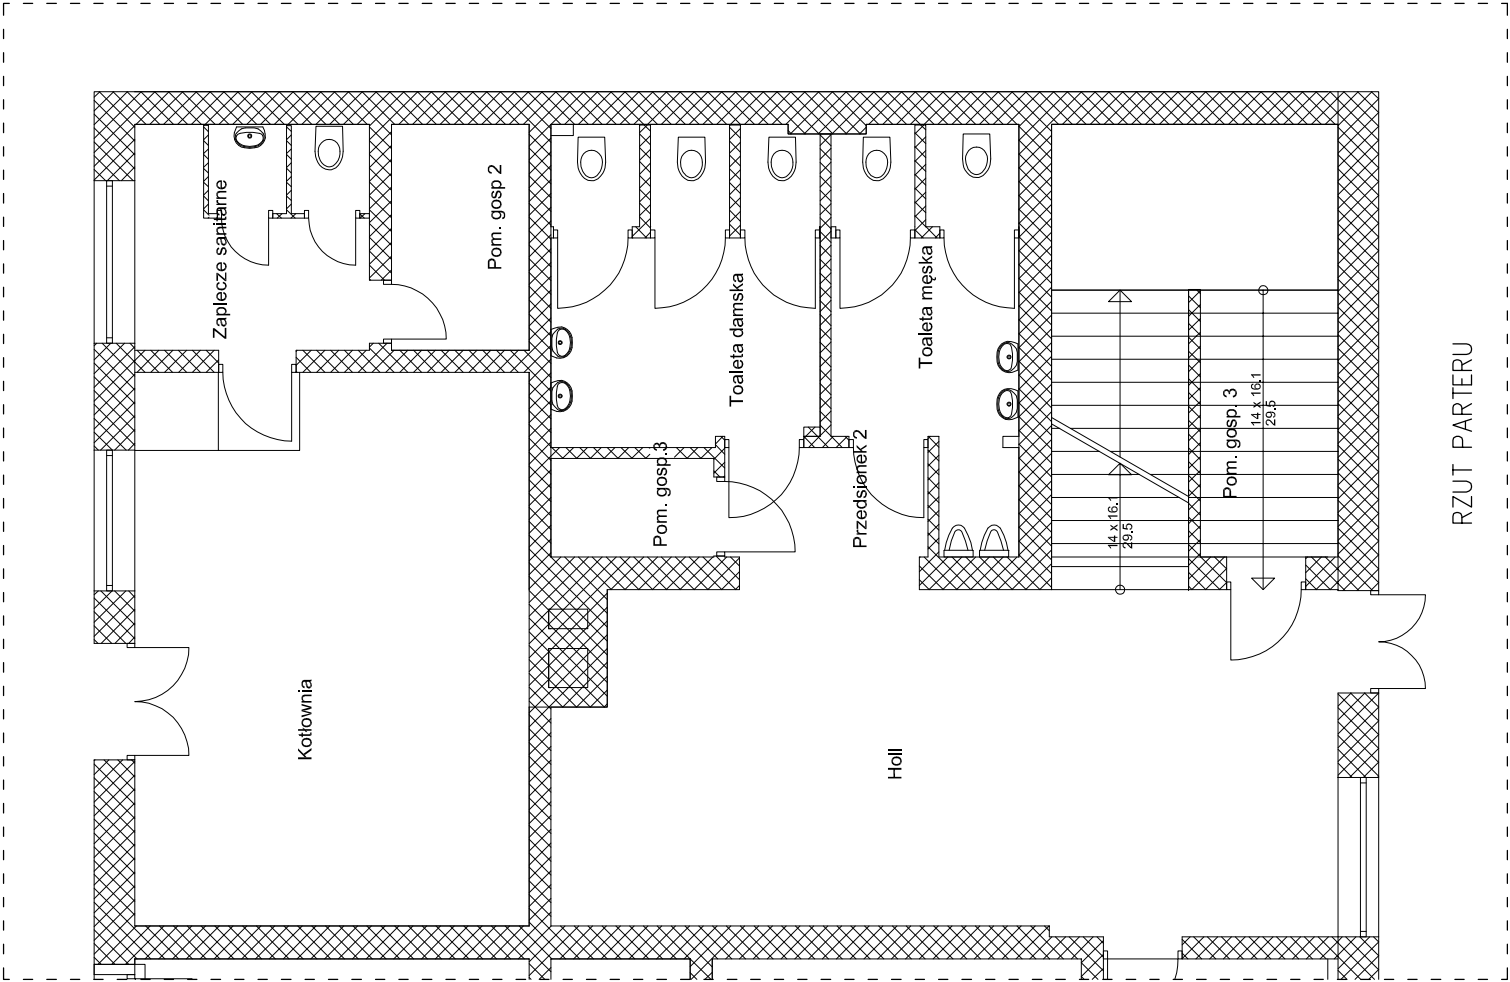 Zaplecze sanitarne
Pom. gosp 2
Toaleta damska
Toaleta męska
Pom. gosp.3
Przedsionek 2
14 x 16.1
29.5
Pom. gosp. 3
14 x 16.1
29.5
RZUT PARTERU
Kotłownia
Holl